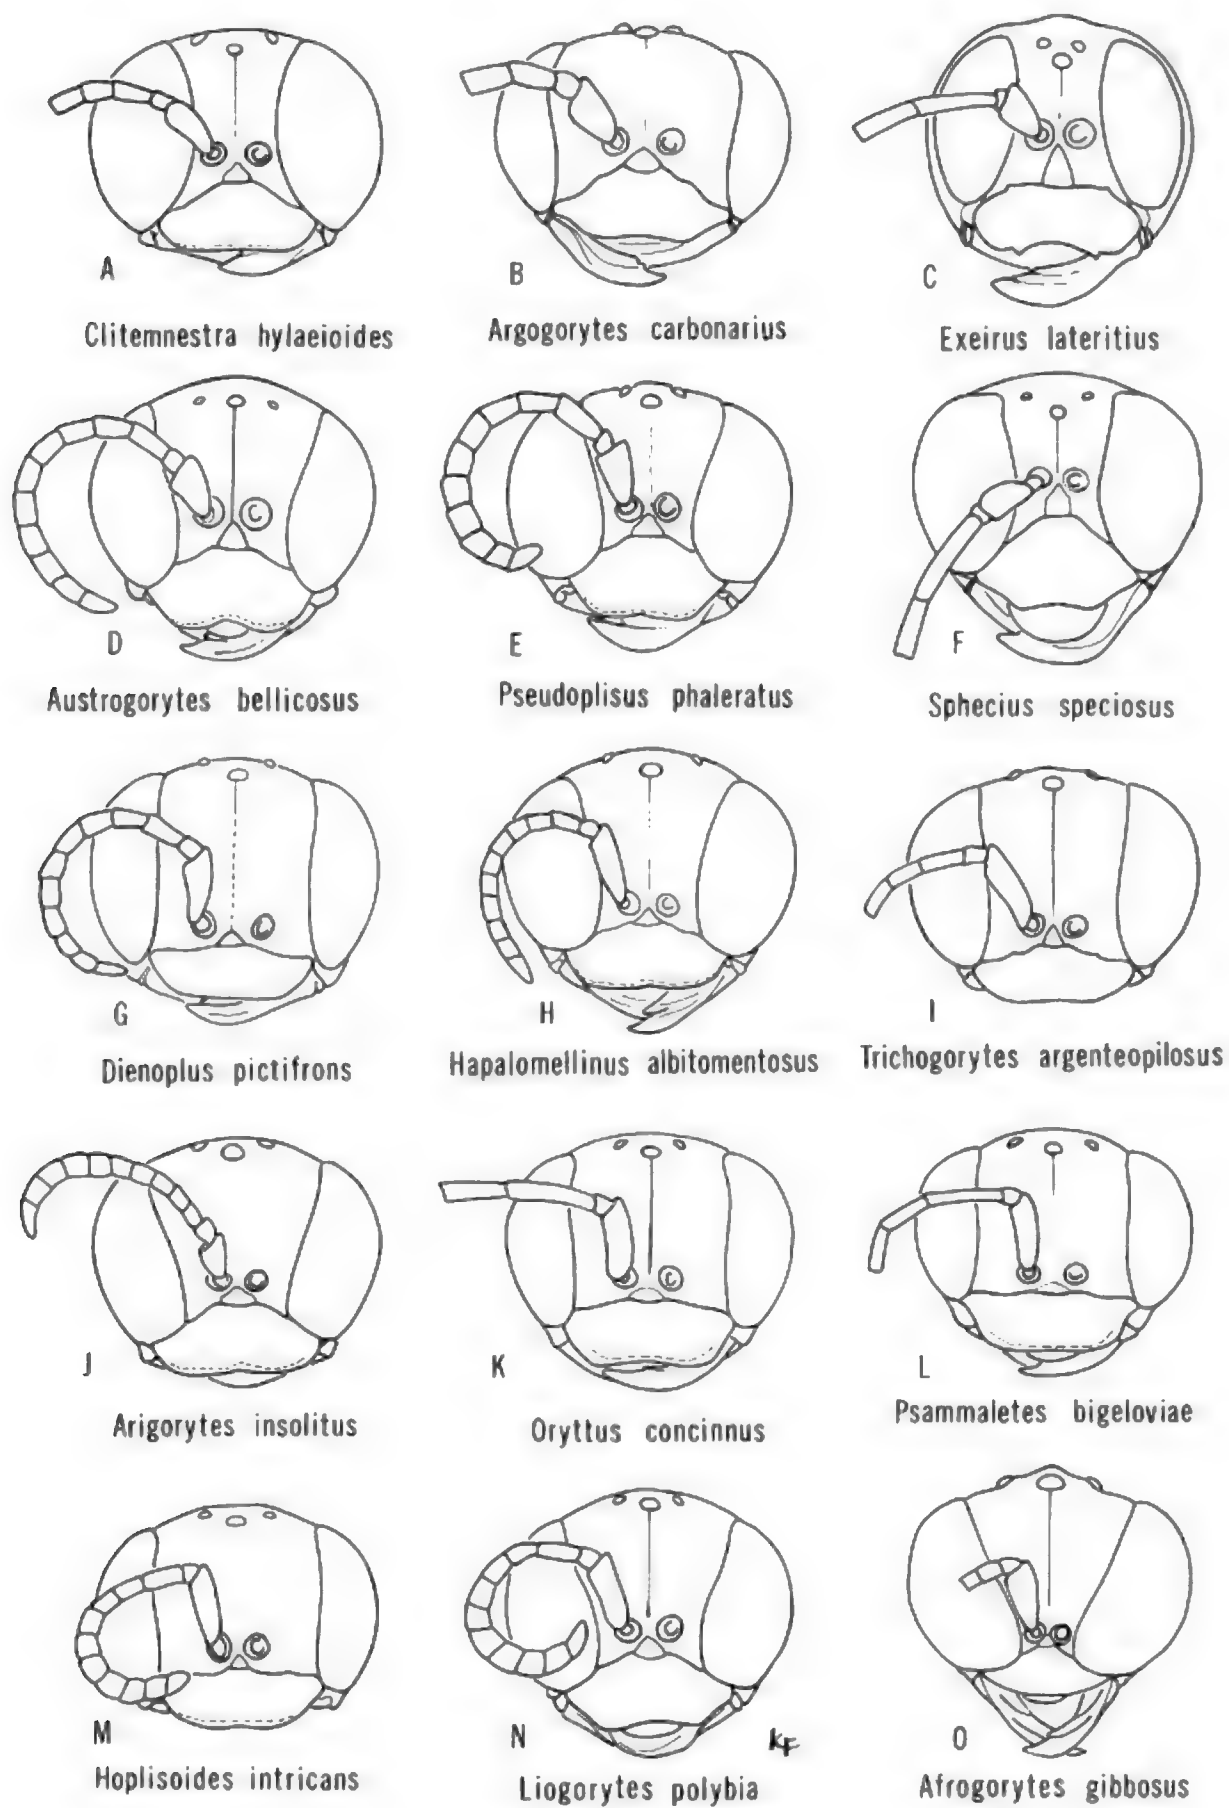 A
Clitemnestra hylaeioides
B
Argogorytes carbonarius
C
Exeirus lateritius
D
Austrogorytes bellicosus
E
Pseudoplisus phaleratus
F
Sphecius speciosus
G
Dienoplus pictifrons
H
Hapalomellinus albitomentosus
I
Trichogorytes argenteopilosus
J
Arigorytes insolitus
K
Oryttus concinnus
L
Psammaletes bigeloviae
M
Hoplisoides intricans
N
KF
Liogorytes polybia
O
Afrogorytes gibbosus